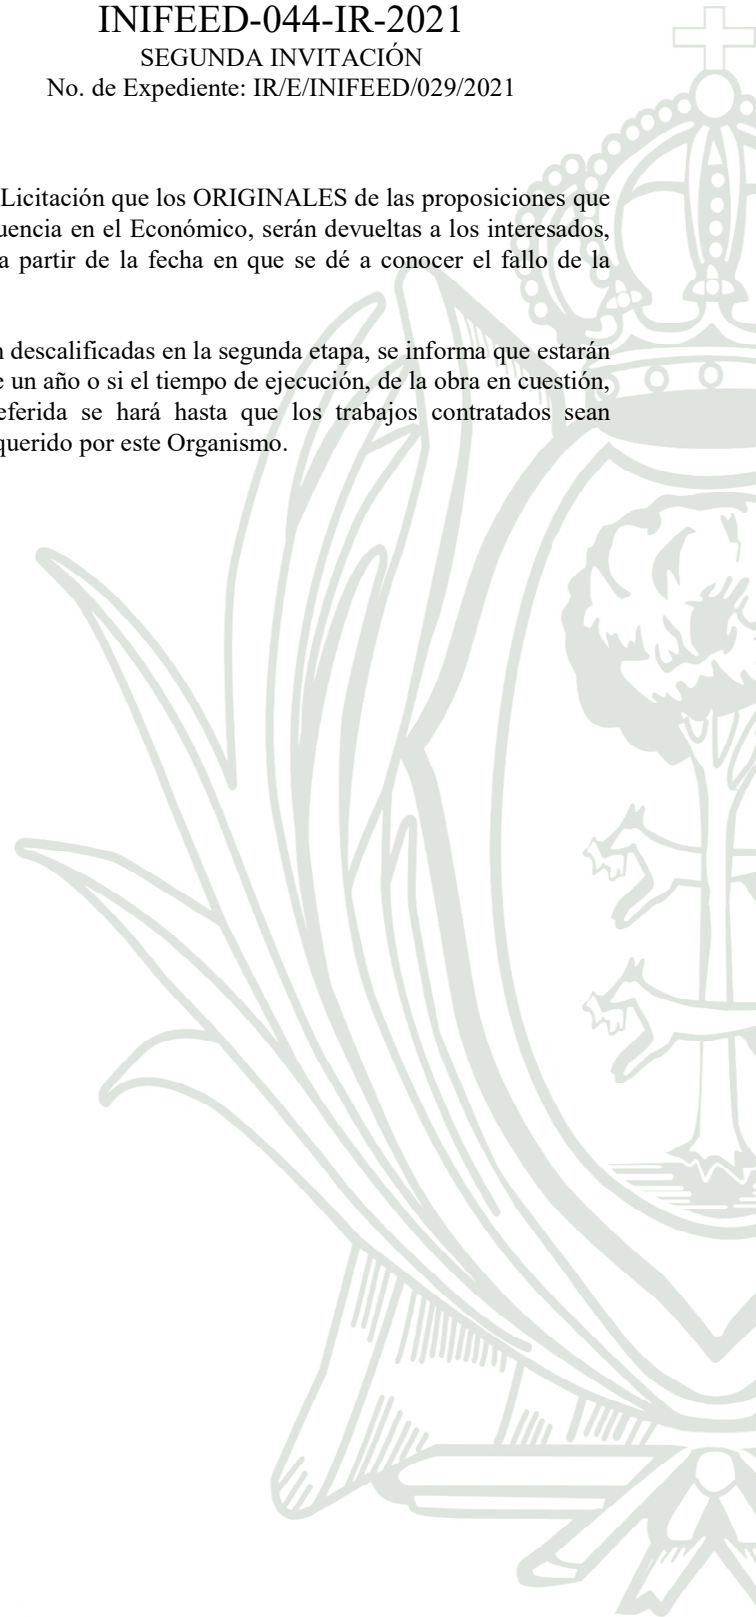 INIFEED-044-IR-2021
SEGUNDA INVITACIÓN
No. de Expediente: IR/E/INIFEED/029/2021
Licitación que los ORIGINALES de las proposiciones que
uencia en el Económico, serán devueltas a los interesados,
a partir de la fecha en que se dé a conocer el fallo de la
n descalificadas en la segunda etapa, se informa que estarán
e un año o si el tiempo de ejecución, de la obra en cuestión,
eferida se hará hasta que los trabajos contratados sean
querido por este Organismo.